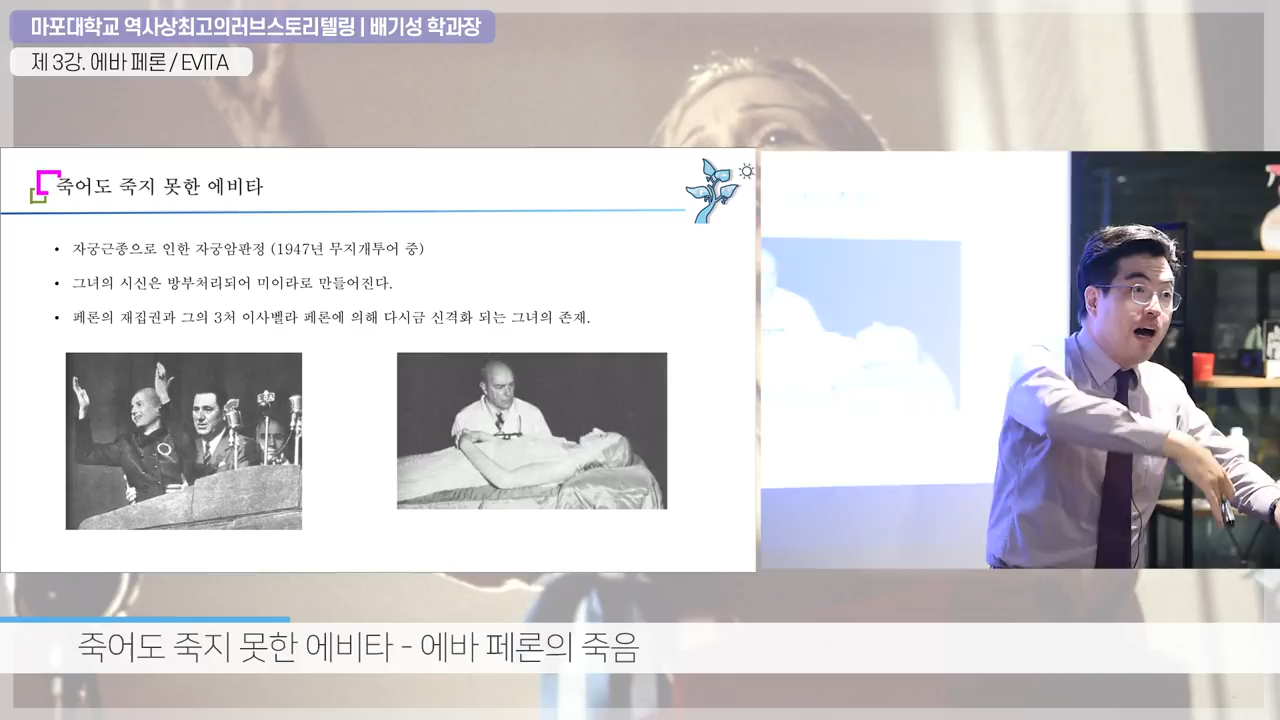 마포대학교 역사상최고의러브스토리텔링 | 배기성 학과장
제 3강. 에바 페론 / EVITA
죽어도 죽지 못한 에비타
• 자궁근종으로 인한 자궁암판정 (1947년 무지개투어 중)
• 그녀의 시신은 방부처리되어 미이라로 만들어진다.
• 페론의 재집권과 그의 3처 이사벨라 페론에 의해 다시금 신격화 되는 그녀의 존재.
죽어도 죽지 못한 에비타 - 에바 페론의 죽음